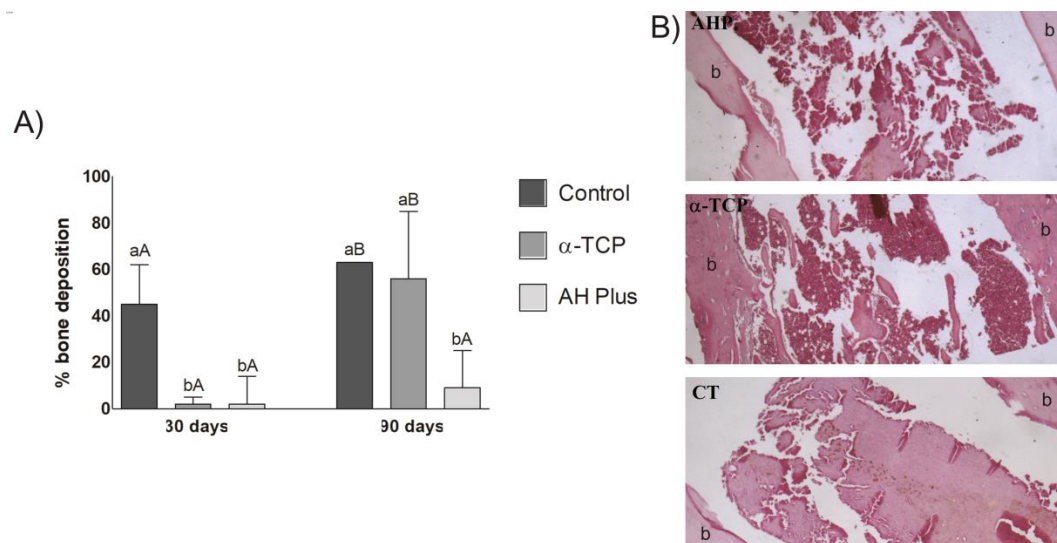 A)
% bone deposition
100
80
60
40
20
0
aA
bA
bA
aB
aB
bA
30 days
90 days
Control
α-TCP
AH Plus
B)
AHP
b
b
α-TCP
b
b
CT
b
b